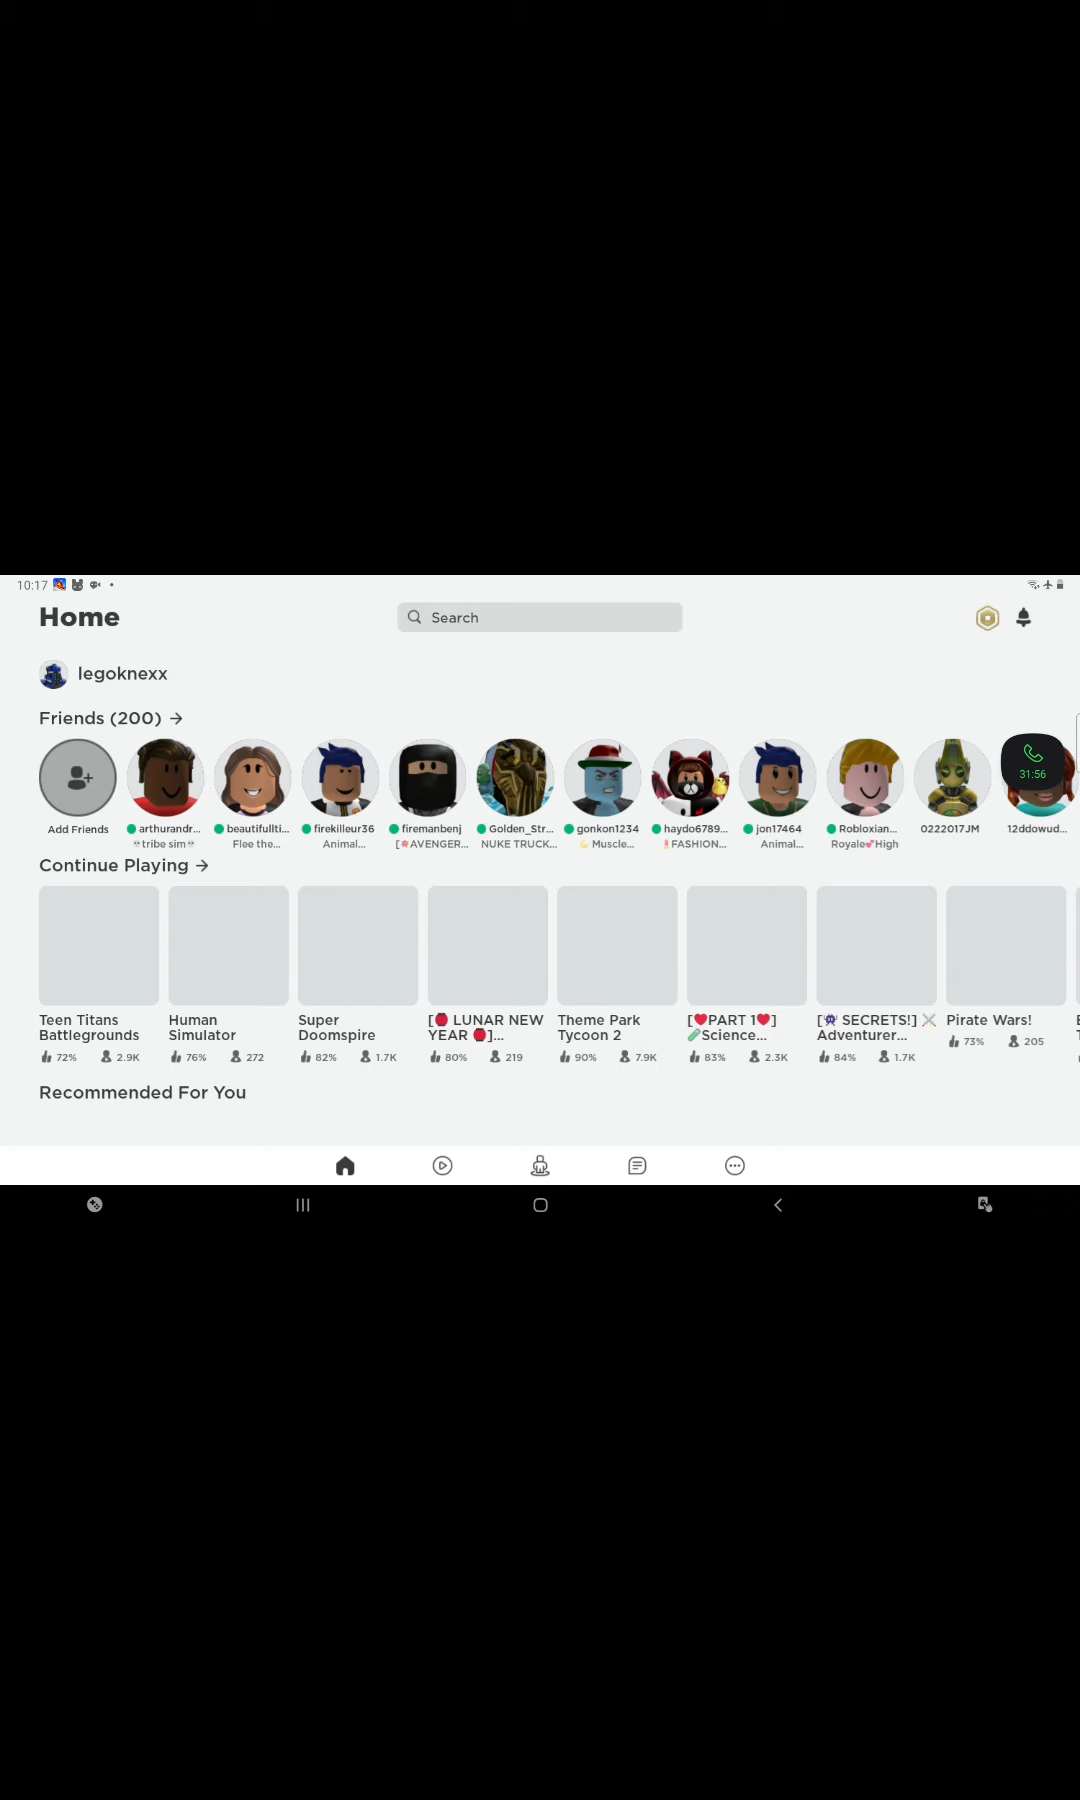 10:17
Home
Search
legoknexx
Friends (200) →
31:56
Add Friends
arthurandr...
beautifullti...
firekilleur36
firemanbenj
Golden_Str...
gonkon1234
haydo6789...
jon17464
Robloxian...
0222017JM
12ddowud...
💀tribe sim💀
Flee the...
Animal...
[💥AVENGER...
NUKE TRUCK...
💪 Muscle...
💄FASHION...
Animal...
Royale💕High
Continue Playing →
Teen Titans
Battlegrounds
72% 2.9K
Human
Simulator
76% 272
Super
Doomspire
82% 1.7K
[🏮 LUNAR NEW
YEAR 🏮]...
80% 219
Theme Park
Tycoon 2
90% 7.9K
[❤️PART 1❤️]
🧪Science...
83% 2.3K
[👾 SECRETS!] ⚔️
Adventurer...
84% 1.7K
Pirate Wars!
73% 205
Recommended For You